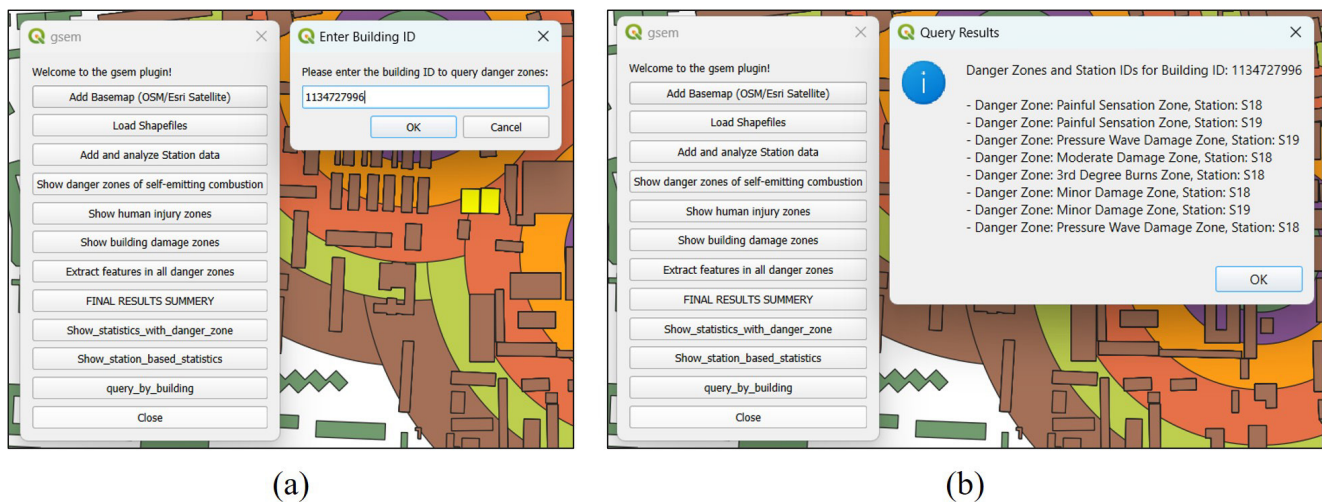 gsem
Welcome to the gsem plugin!
Add Basemap (OSM/Esri Satellite)
Load Shapefiles
Add and analyze Station data
Show danger zones of self-emitting combustion
Show human injury zones
Show building damage zones
Extract features in all danger zones
FINAL RESULTS SUMMERY
Show_statistics_with_danger_zone
Show_station_based_statistics
query_by_building
Close
Enter Building ID
Please enter the building ID to query danger zones:
1134727996
OK
Cancel
(a)
gsem
Welcome to the gsem plugin!
Add Basemap (OSM/Esri Satellite)
Load Shapefiles
Add and analyze Station data
Show danger zones of self-emitting combustion
Show human injury zones
Show building damage zones
Extract features in all danger zones
FINAL RESULTS SUMMERY
Show_statistics_with_danger_zone
Show_station_based_statistics
query_by_building
Close
Query Results
Danger Zones and Station IDs for Building ID: 1134727996
- Danger Zone: Painful Sensation Zone, Station: S18
- Danger Zone: Painful Sensation Zone, Station: S19
- Danger Zone: Pressure Wave Damage Zone, Station: S19
- Danger Zone: Moderate Damage Zone, Station: S18
- Danger Zone: 3rd Degree Burns Zone, Station: S18
- Danger Zone: Minor Damage Zone, Station: S18
- Danger Zone: Minor Damage Zone, Station: S19
- Danger Zone: Pressure Wave Damage Zone, Station: S18
OK
(b)